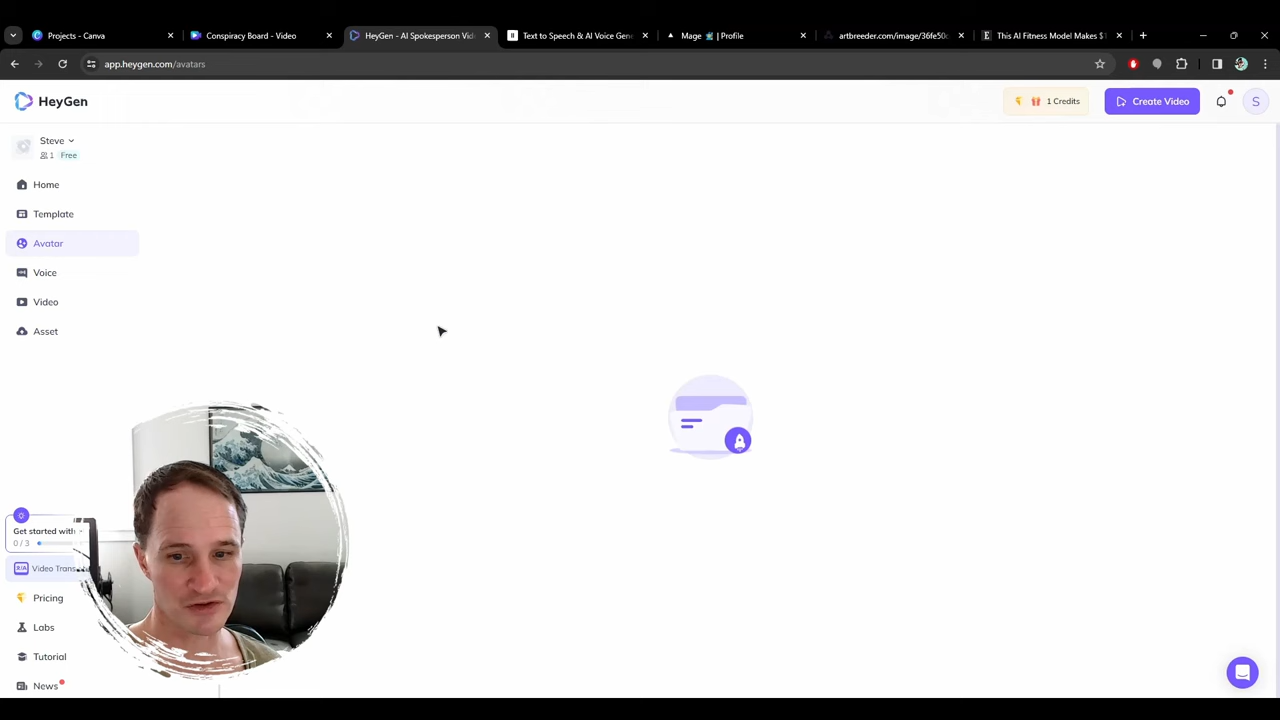 Projects - Canva
Conspiracy Board - Video
HeyGen - AI Spokesperson Vid
Text to Speech & AI Voice Gen
Mage | Profile
artbreeder.com/image/36fe50
This AI Fitness Model Makes $
app.heygen.com/avatars
HeyGen
1 Credits
Create Video
S
Steve
1 Free
Home
Template
Avatar
Voice
Video
Asset
Get started with
0 / 3
Video Trans
Pricing
Labs
Tutorial
News